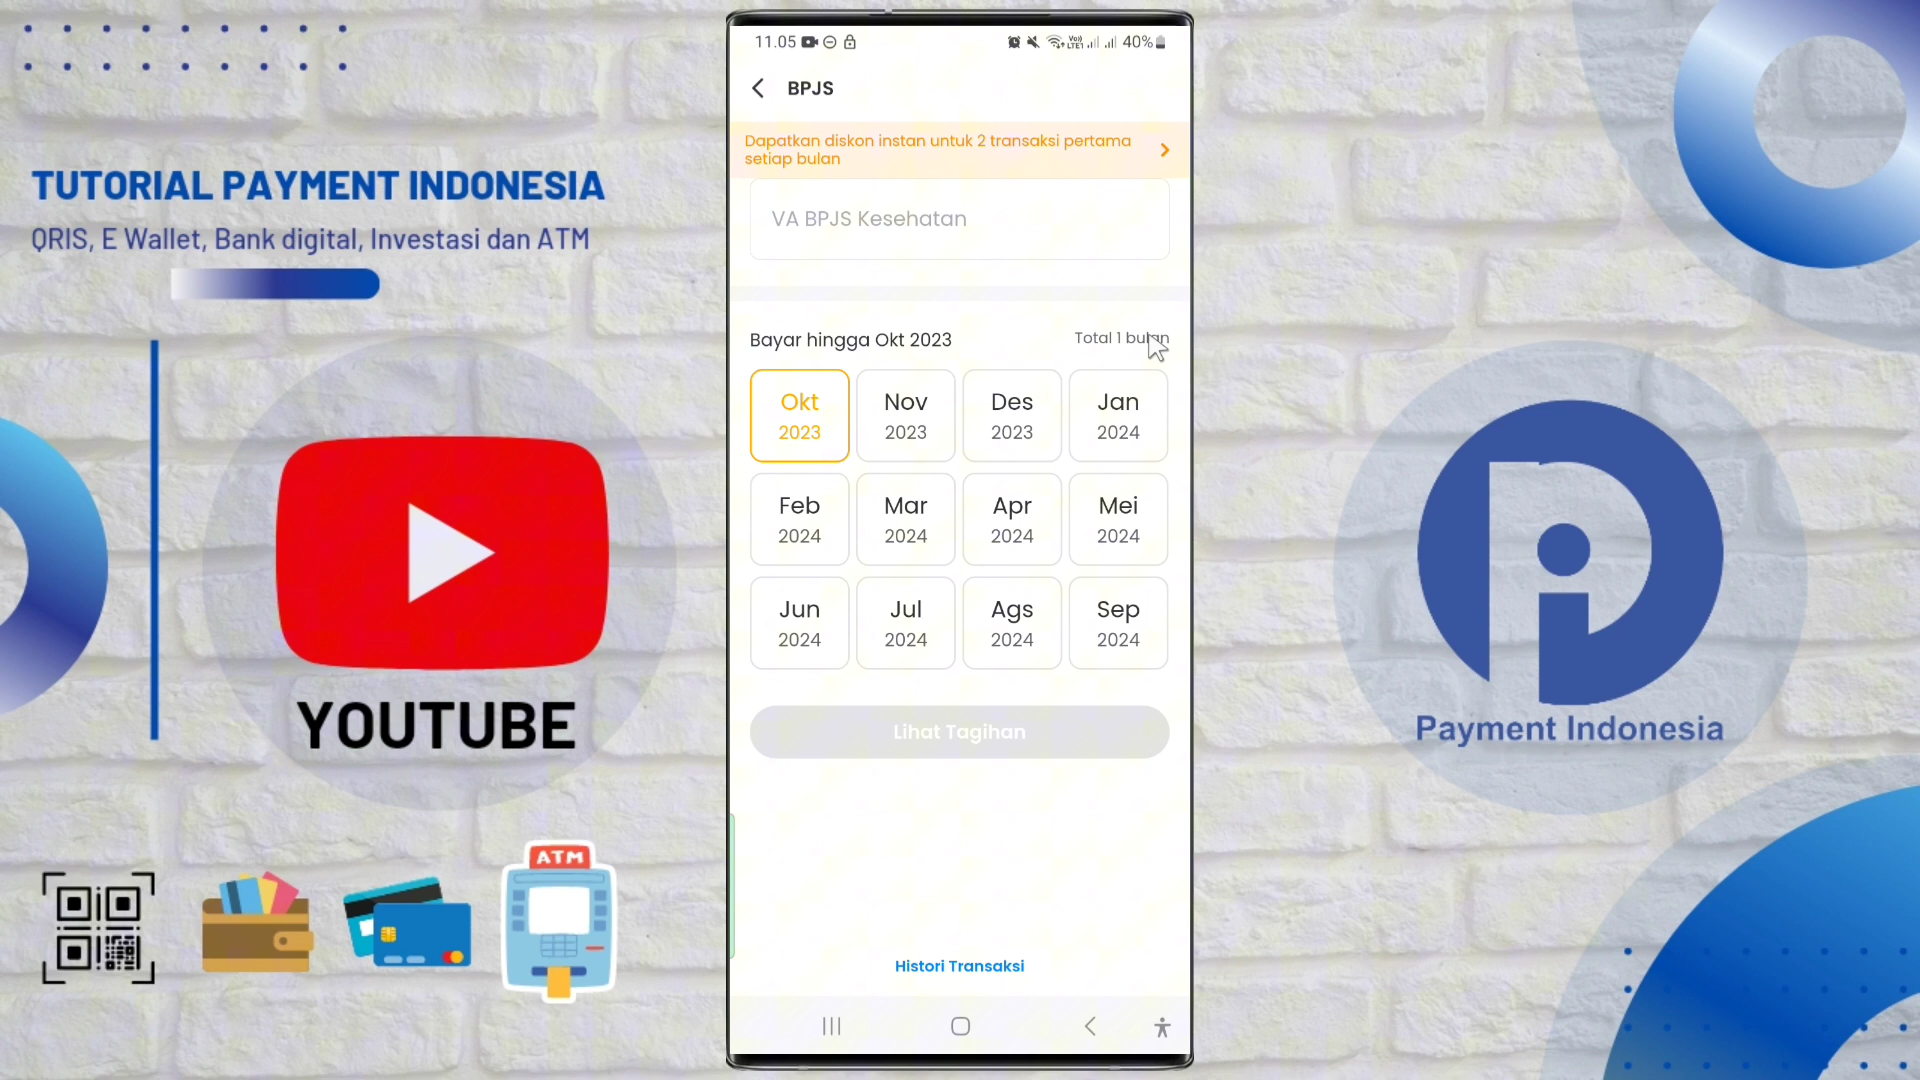 TUTORIAL PAYMENT INDONESIA
QRIS, E Wallet, Bank digital, Investasi dan ATM
YOUTUBE
ATM
11.05
Vo))
LTE1
40%
BPJS
Dapatkan diskon instan untuk 2 transaksi pertama
setiap bulan
VA BPJS Kesehatan
Bayar hingga Okt 2023
Total 1 bulan
Okt
2023
Nov
2023
Des
2023
Jan
2024
Feb
2024
Mar
2024
Apr
2024
Mei
2024
Jun
2024
Jul
2024
Ags
2024
Sep
2024
Lihat Tagihan
Histori Transaksi
Payment Indonesia